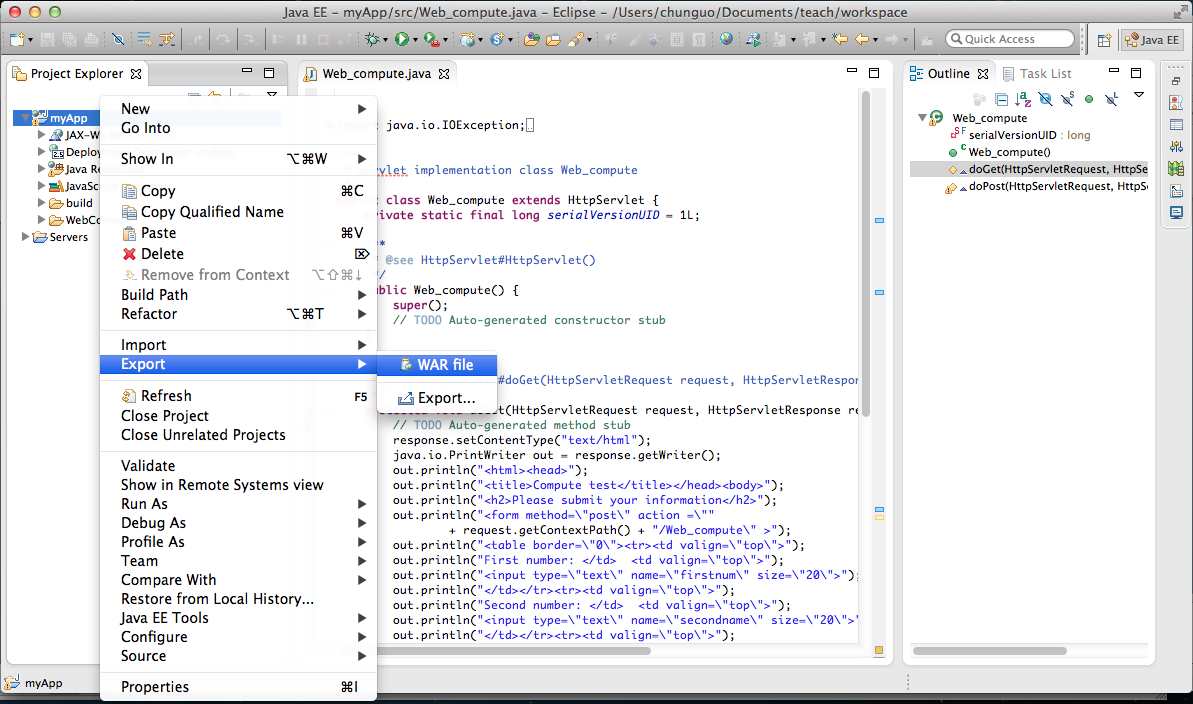 Java EE – myApp/src/Web_compute.java – Eclipse – /Users/chunguo/Documents/teach/workspace
Quick Access
Java EE
Project Explorer
myApp
JAX-W
Deploy
Java Re
JavaSc
build
WebCo
Servers
New
Go Into
Show In ⌥⌘W
Copy ⌘C
Copy Qualified Name
Paste ⌘V
Delete ⌦
Remove from Context ⌥⇧⌘↓
Build Path
Refactor ⌥⌘T
Import
Export
Refresh F5
Close Project
Close Unrelated Projects
Validate
Show in Remote Systems view
Run As
Debug As
Profile As
Team
Compare With
Restore from Local History...
Java EE Tools
Configure
Source
Properties ⌘I
WAR file
Export...
Web_compute.java
java.io.IOException;
vlet implementation class Web_compute
class Web_compute extends HttpServlet {
rivate static final long serialVersionUID = 1L;
*
@see HttpServlet#HttpServlet()
/
ublic Web_compute() {
super();
// TODO Auto-generated constructor stub
#doGet(HttpServletRequest request, HttpServletRespon
(HttpServletRequest request, HttpServletResponse re
// TODO Auto-generated method stub
response.setContentType("text/html");
java.io.PrintWriter out = response.getWriter();
out.println("<html><head>");
out.println("<title>Compute test</title></head><body>");
out.println("<h2>Please submit your information</h2>");
out.println("<form method=\"post\" action =\""
+ request.getContextPath() + "/Web_compute\" >");
out.println("<table border=\"0\"><tr><td valign=\"top\">");
out.println("First number: </td>  <td valign=\"top\">");
out.println("<input type=\"text\" name=\"firstnum\" size=\"20\">");
out.println("</td></tr><tr><td valign=\"top\">");
out.println("Second number: </td>  <td valign=\"top\">");
out.println("<input type=\"text\" name=\"secondname\" size=\"20\">"
out.println("</td></tr><tr><td valign=\"top\">");
Outline
Task List
Web_compute
serialVersionUID : long
Web_compute()
doGet(HttpServletRequest, HttpSe
doPost(HttpServletRequest, HttpS
myApp